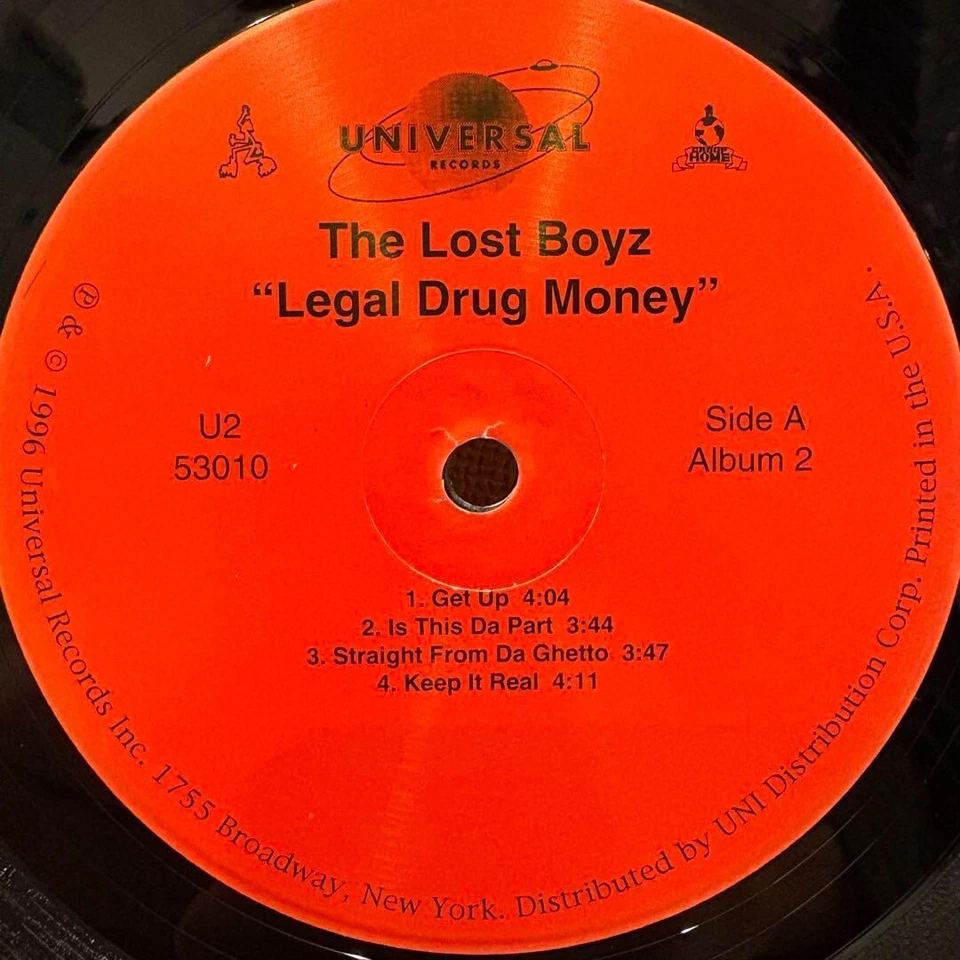 UNIVERSAL
RECORDS
HOME
The Lost Boyz
“Legal Drug Money”
U2
53010
Side A
Album 2
1. Get Up 4:04
2. Is This Da Part 3:44
3. Straight From Da Ghetto 3:47
4. Keep It Real 4:11
℗ & © 1996 Universal Records Inc. 1755 Broadway, New York. Distributed by UNI Distribution Corp. Printed in the U.S.A.